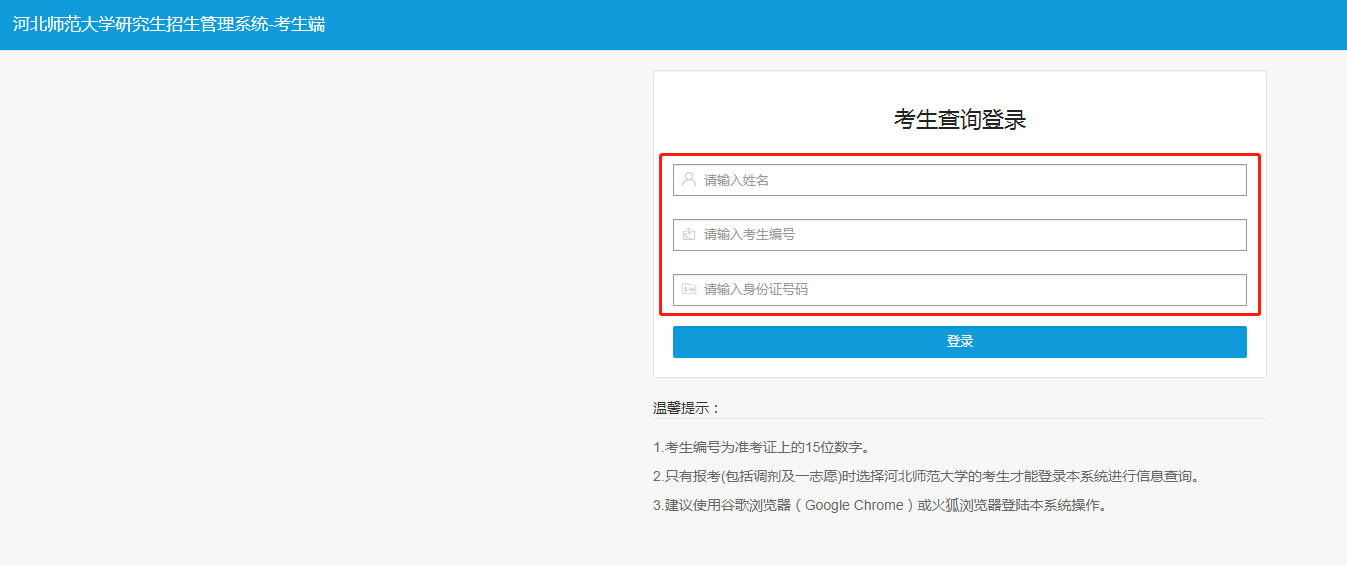 河北师范大学研究生招生管理系统-考生端
考生查询登录
请输入姓名
请输入考生编号
请输入身份证号码
登录
温馨提示：
1.考生编号为准考证上的15位数字。
2.只有报考(包括调剂及一志愿)时选择河北师范大学的考生才能登录本系统进行信息查询。
3.建议使用谷歌浏览器（Google Chrome）或火狐浏览器登陆本系统操作。